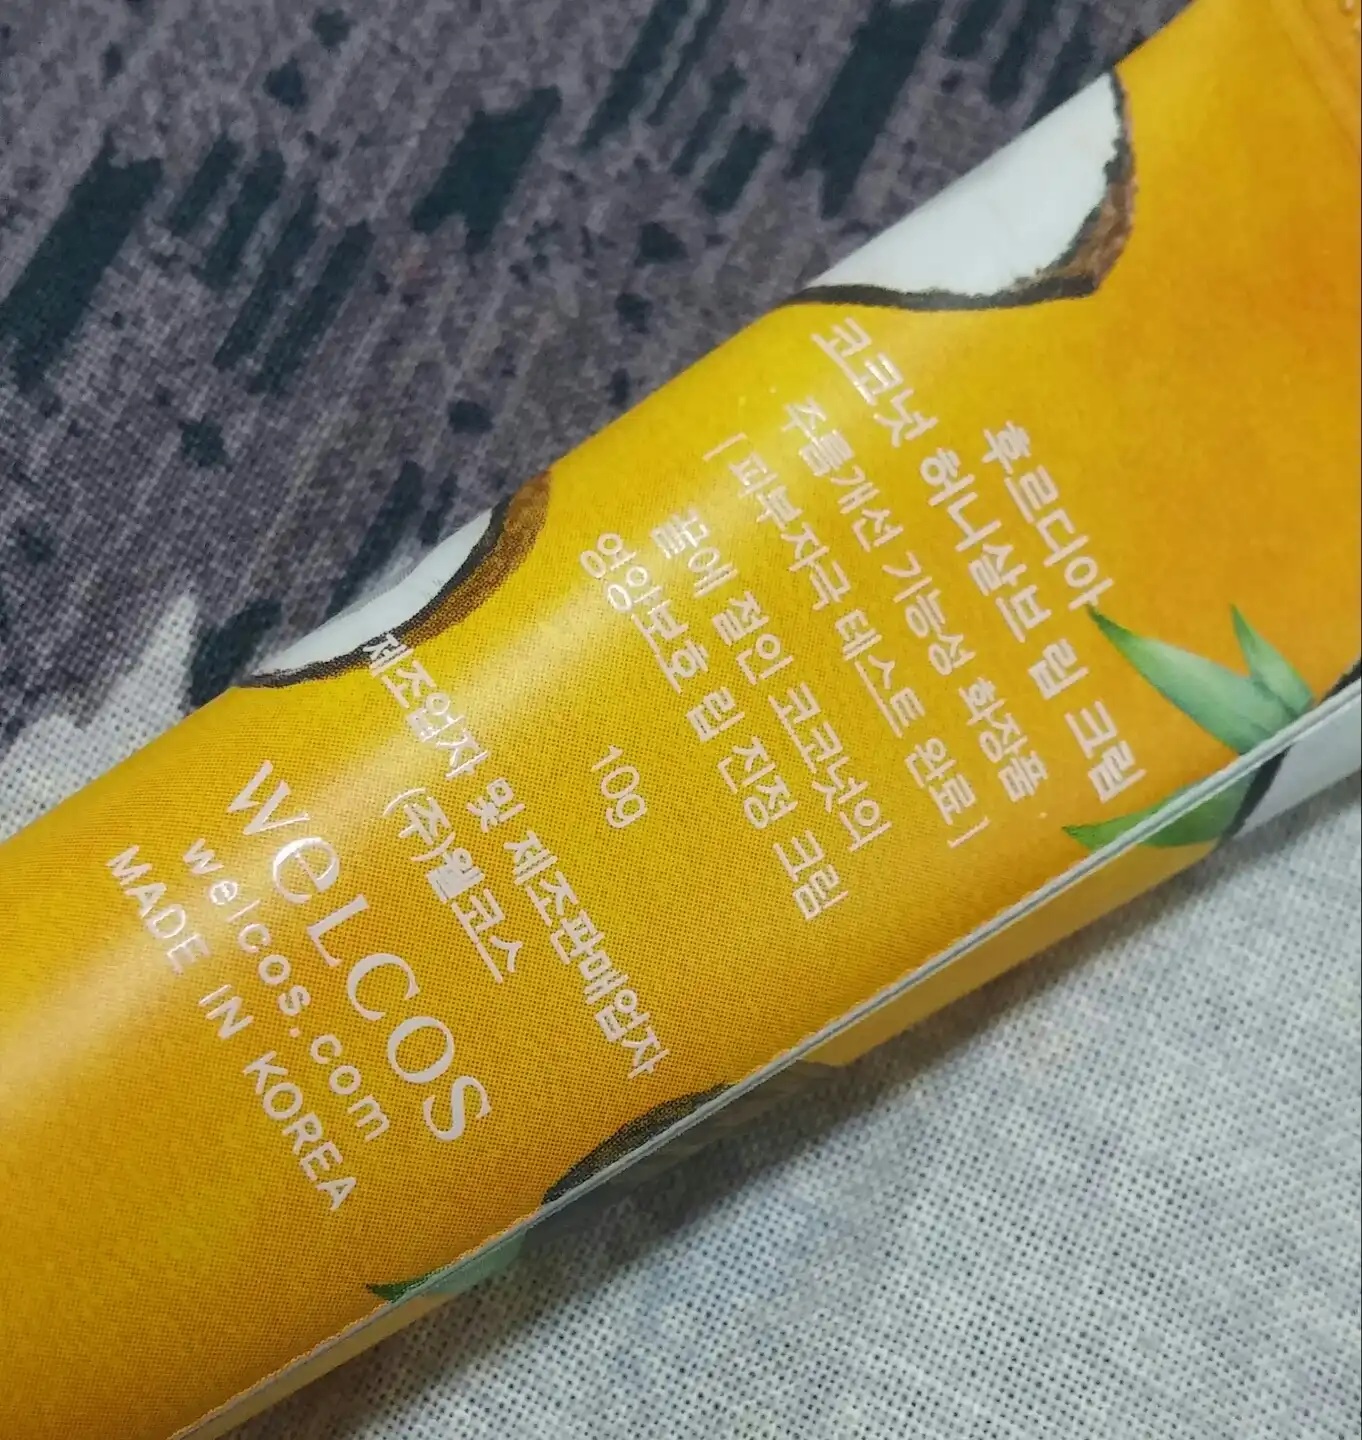 후르디아
코코넛 허니살브 립 크림
주름개선 기능성 화장품
[ 피부자극 테스트 완료 ]
꿀에 절인 코코넛의
영양보호 립 진정 크림
10g
제조업자 및 제조판매업자
(주)웰코스
weLcos
welcos.com
MADE IN KOREA